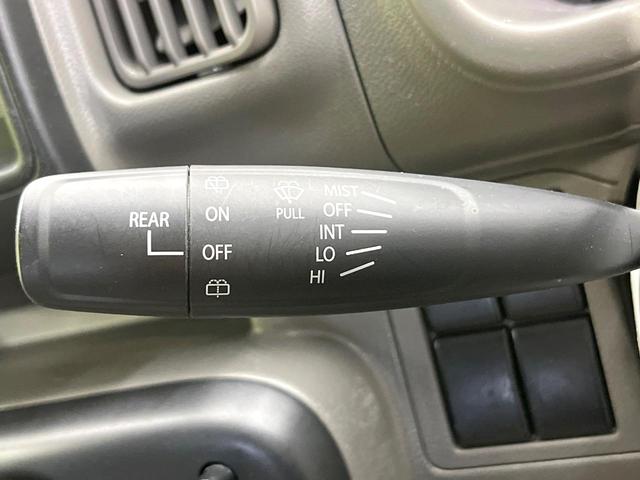 REAR
ON
OFF
PULL
MIST
OFF
INT
LO
HI